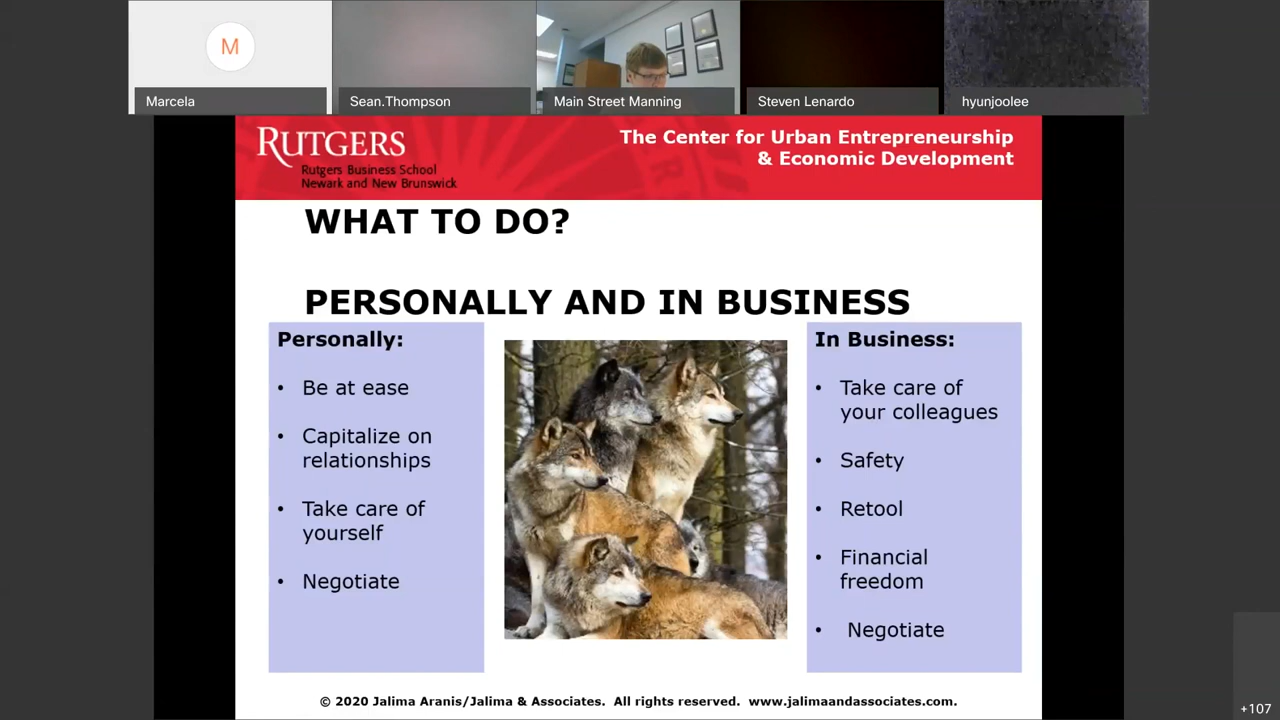 M
Marcela
Sean.Thompson
Main Street Manning
Steven Lenardo
hyunjoolee
RUTGERS
Rutgers Business School
Newark and New Brunswick
The Center for Urban Entrepreneurship
& Economic Development
WHAT TO DO?
PERSONALLY AND IN BUSINESS
Personally:
• Be at ease
• Capitalize on
relationships
• Take care of
yourself
• Negotiate
In Business:
• Take care of
your colleagues
• Safety
• Retool
• Financial
freedom
• Negotiate
© 2020 Jalima Aranis/Jalima & Associates. All rights reserved. www.jalimaandassociates.com.
+107